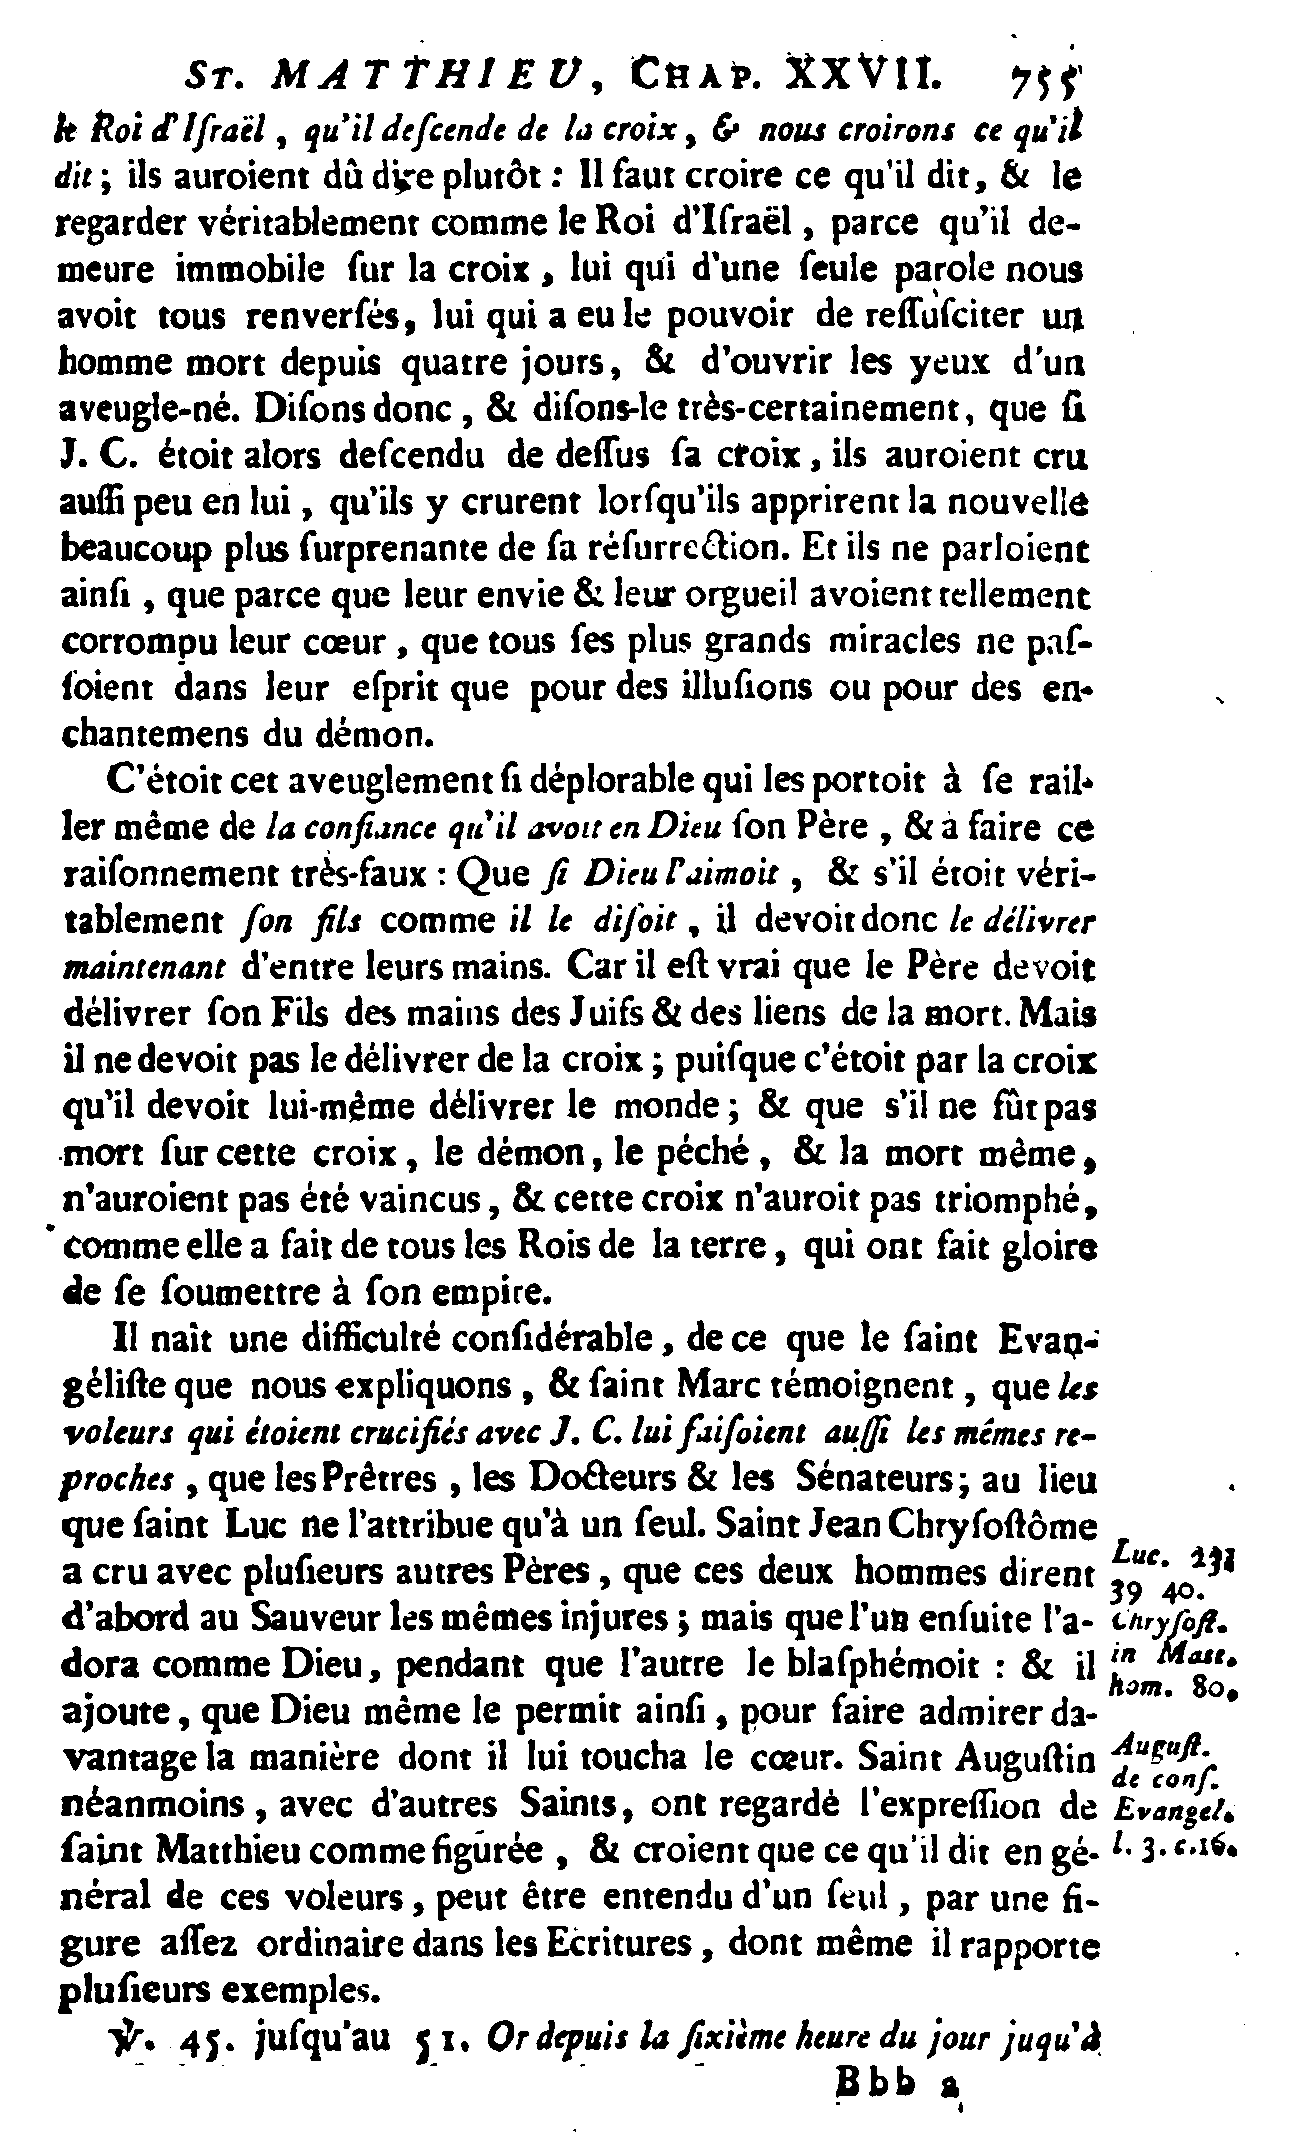 ST. MATTHIEU, CHAP. XXVII. 755
le Roi d'Iſraël, qu'il deſcende de la croix, & nous croirons ce qu'il
dit; ils auroient dû dire plutôt : Il faut croire ce qu'il dit, & le
regarder véritablement comme le Roi d'Iſraël, parce qu'il de-
meure immobile ſur la croix, lui qui d'une ſeule parole nous
avoit tous renverſés, lui qui a eu le pouvoir de reſſuſciter un
homme mort depuis quatre jours, & d'ouvrir les yeux d'un
aveugle-né. Diſons donc, & diſons-le très-certainement, que ſi
J. C. étoit alors deſcendu de deſſus ſa croix, ils auroient cru
auſſi peu en lui, qu'ils y crurent lorſqu'ils apprirent la nouvelle
beaucoup plus ſurprenante de ſa réſurrection. Et ils ne parloient
ainſi, que parce que leur envie & leur orgueil avoient tellement
corrompu leur cœur, que tous ſes plus grands miracles ne paſ-
ſoient dans leur eſprit que pour des illuſions ou pour des en-
chantemens du démon.
C'étoit cet aveuglement ſi déplorable qui les portoit à ſe rail-
ler même de la confiance qu'il avoit en Dieu ſon Père, & à faire ce
raiſonnement très-faux : Que ſi Dieu l'aimoit, & s'il étoit véri-
tablement ſon fils comme il le diſoit, il devoit donc le délivrer
maintenant d'entre leurs mains. Car il eſt vrai que le Père devoit
délivrer ſon Fils des mains des Juifs & des liens de la mort. Mais
il ne devoit pas le délivrer de la croix; puiſque c'étoit par la croix
qu'il devoit lui-même délivrer le monde; & que s'il ne fût pas
mort ſur cette croix, le démon, le péché, & la mort même,
n'auroient pas été vaincus, & cette croix n'auroit pas triomphé,
comme elle a fait de tous les Rois de la terre, qui ont fait gloire
de ſe ſoumettre à ſon empire.
Il naît une difficulté conſidérable, de ce que le ſaint Evan-
géliſte que nous expliquons, & ſaint Marc témoignent, que les
voleurs qui étoient crucifiés avec J. C. lui faiſoient auſſi les mêmes re-
proches, que les Prêtres, les Docteurs & les Sénateurs; au lieu
que ſaint Luc ne l'attribue qu'à un ſeul. Saint Jean Chryſoſtôme
a cru avec pluſieurs autres Pères, que ces deux hommes dirent
d'abord au Sauveur les mêmes injures; mais que l'un enſuite l'a-
dora comme Dieu, pendant que l'autre le blaſphémoit : & il
ajoute, que Dieu même le permit ainſi, pour faire admirer da-
vantage la manière dont il lui toucha le cœur. Saint Auguſtin
néanmoins, avec d'autres Saints, ont regardé l'expreſſion de
ſaint Matthieu comme figurée, & croient que ce qu'il dit en gé-
néral de ces voleurs, peut être entendu d'un ſeul, par une fi-
gure aſſez ordinaire dans les Ecritures, dont même il rapporte
pluſieurs exemples.
℣. 45. juſqu'au 51. Or depuis la ſixième heure du jour juqu'à
Bbb
Luc.
39 40.
Chryſoſt.
in Matt.
hom. 80.
Auguſt.
de conſ.
Evangel.
l. 3. c.16.